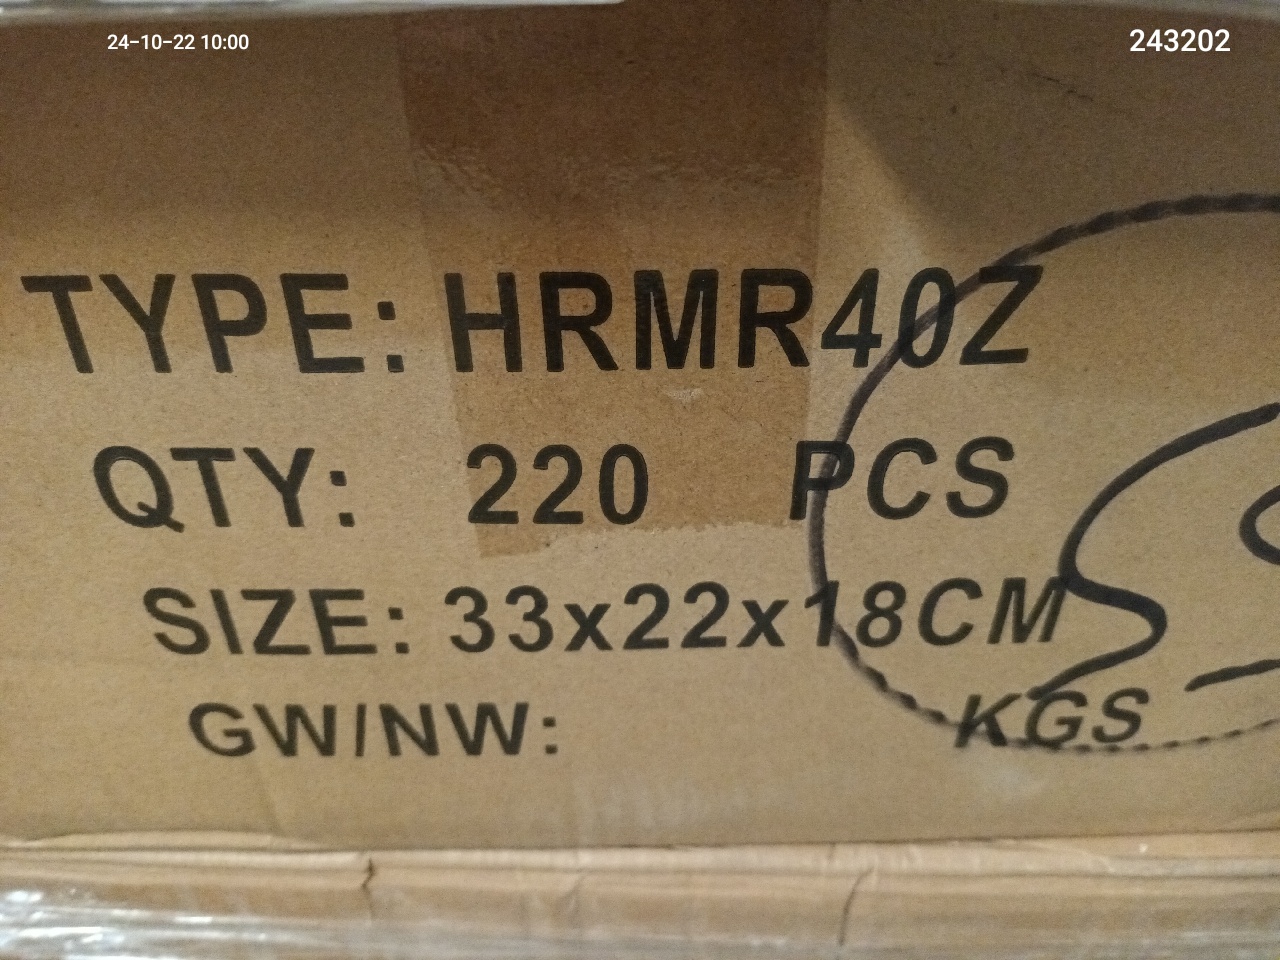 24-10-22 10:00
243202
TYPE: HRMR40Z
QTY: 220 PCS
SIZE: 33x22x18CM
GW/NW: KGS